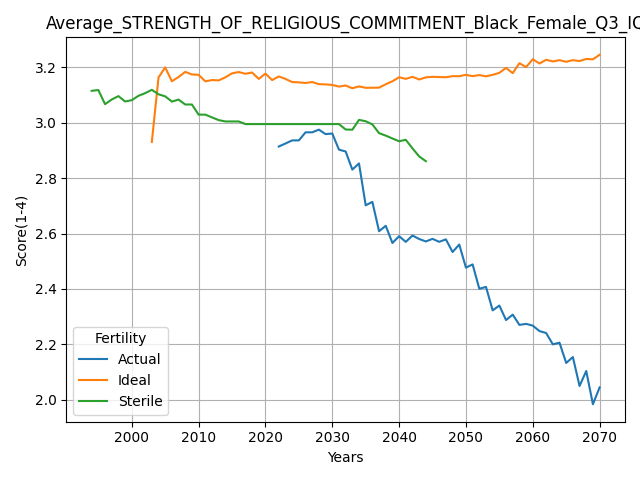 Average_STRENGTH_OF_RELIGIOUS_COMMITMENT_Black_Female_Q3_IQ
Score(1-4)
3.2
3.0
2.8
2.6
2.4
2.2
2.0
Fertility
Actual
Ideal
Sterile
2000 2010 2020 2030 2040 2050 2060 2070
Years